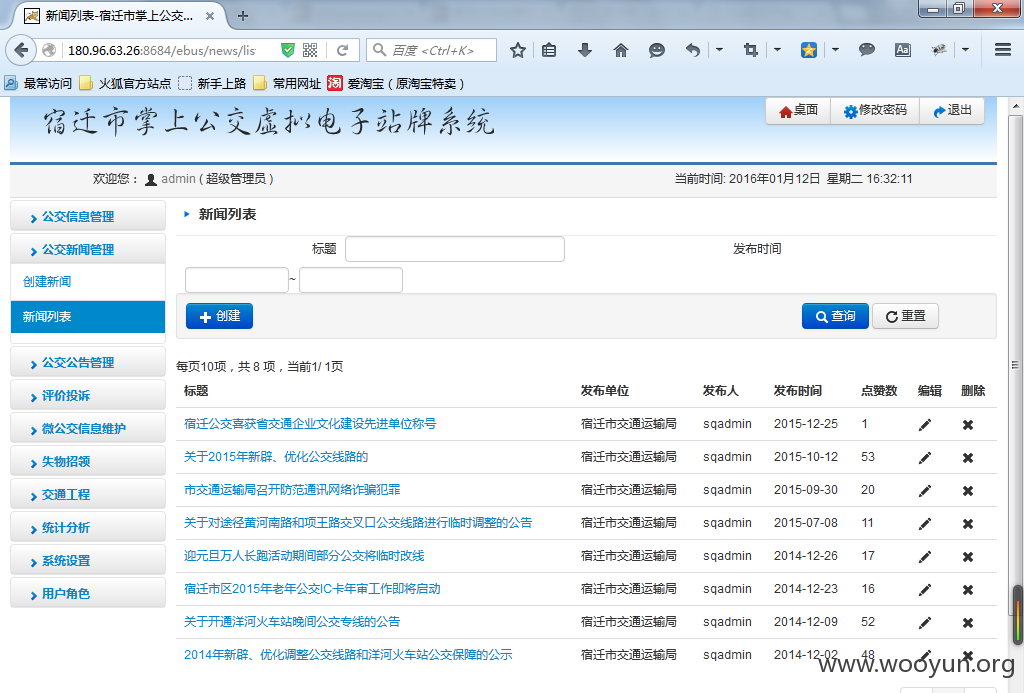 新闻列表-宿迁市掌上公交...
180.96.63.26:8684/ebus/news/lis
百度 <Ctrl+K>
最常访问 火狐官方站点 新手上路 常用网址 淘 爱淘宝（原淘宝特卖）
宿迁市掌上公交虚拟电子站牌系统
桌面 修改密码 退出
欢迎您： admin ( 超级管理员 )
当前时间: 2016年01月12日 星期二 16:32:11
公交信息管理
公交新闻管理
创建新闻
新闻列表
公交公告管理
评价投诉
微公交信息维护
失物招领
交通工程
统计分析
系统设置
用户角色
新闻列表
标题 发布时间
~
创建 查询 重置
每页10项，共 8 项，当前1/ 1页
标题 发布单位 发布人 发布时间 点赞数 编辑 删除
宿迁公交喜获省交通企业文化建设先进单位称号 宿迁市交通运输局 sqadmin 2015-12-25 1
关于2015年新辟、优化公交线路的 宿迁市交通运输局 sqadmin 2015-10-12 53
市交通运输局召开防范通讯网络诈骗犯罪 宿迁市交通运输局 sqadmin 2015-09-30 20
关于对途径黄河南路和项王路交叉口公交线路进行临时调整的公告 宿迁市交通运输局 sqadmin 2015-07-08 11
迎元旦万人长跑活动期间部分公交将临时改线 宿迁市交通运输局 sqadmin 2014-12-26 17
宿迁市区2015年老年公交IC卡年审工作即将启动 宿迁市交通运输局 sqadmin 2014-12-23 16
关于开通洋河火车站晚间公交专线的公告 宿迁市交通运输局 sqadmin 2014-12-09 52
2014年新辟、优化调整公交线路和洋河火车站公交保障的公示 宿迁市交通运输局 sqadmin 2014-12-02 48
www.wooyun.org